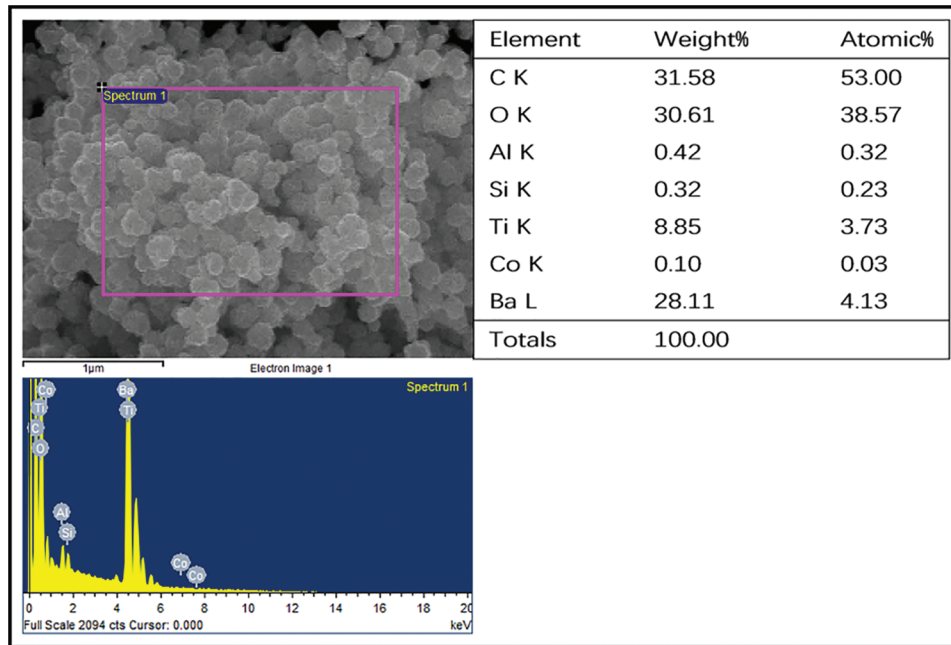 Spectrum 1
1μm
Electron Image 1
Element Weight% Atomic%
C K 31.58 53.00
O K 30.61 38.57
Al K 0.42 0.32
Si K 0.32 0.23
Ti K 8.85 3.73
Co K 0.10 0.03
Ba L 28.11 4.13
Totals 100.00
Spectrum 1
Co
Ba
Ti
Ti
C
O
Al
Si
Co
Co
0 2 4 6 8 10 12 14 16 18 20
Full Scale 2094 cts Cursor: 0.000 keV